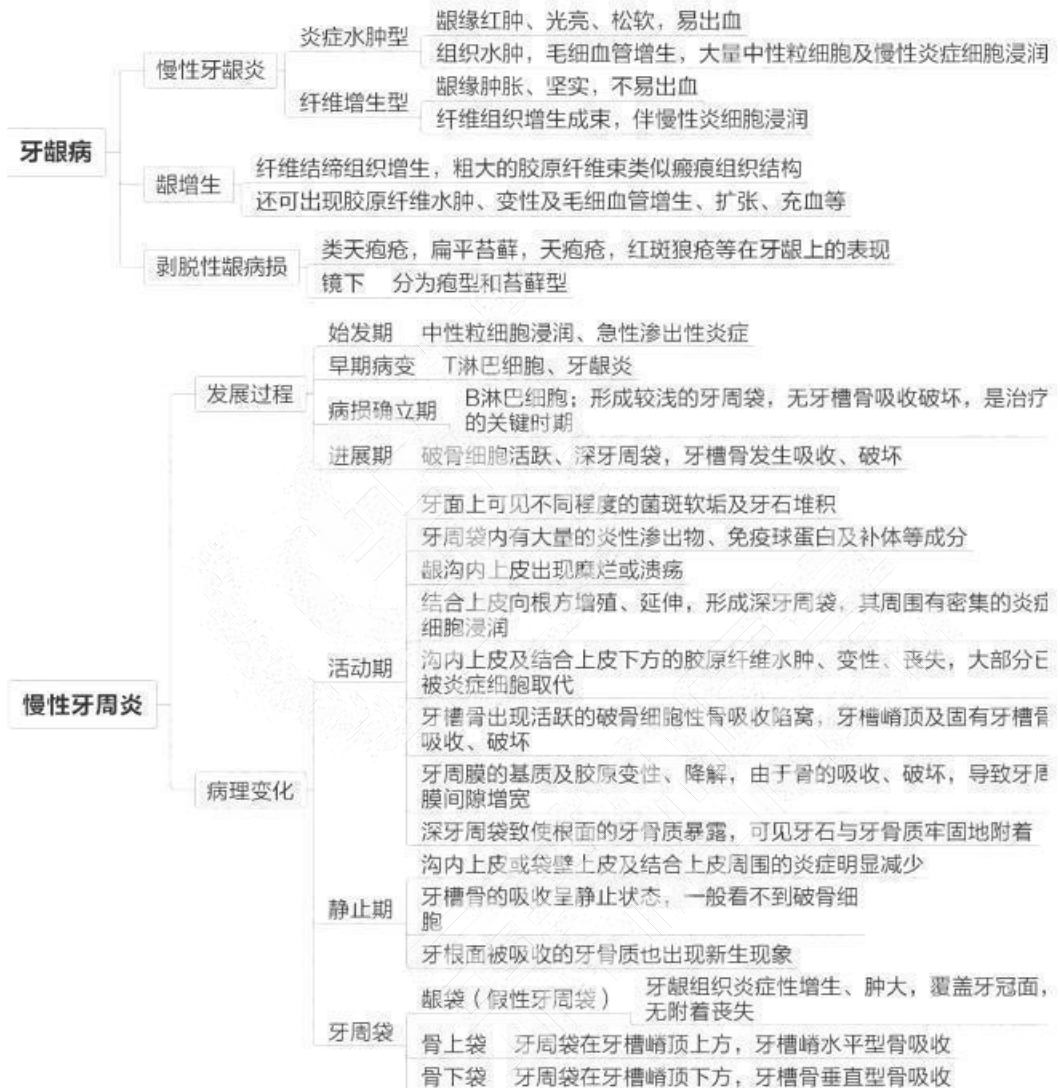 牙龈病
慢性牙龈炎
炎症水肿型
龈缘红肿、光亮、松软，易出血
组织水肿，毛细血管增生，大量中性粒细胞及慢性炎症细胞浸润
纤维增生型
龈缘肿胀、坚实，不易出血
纤维组织增生成束，伴慢性炎细胞浸润
龈增生
纤维结缔组织增生，粗大的胶原纤维束类似瘢痕组织结构
还可出现胶原纤维水肿、变性及毛细血管增生、扩张、充血等
剥脱性龈病损
类天疱疮，扁平苔藓，天疱疮，红斑狼疮等在牙龈上的表现
镜下 分为疱型和苔藓型
慢性牙周炎
发展过程
始发期 中性粒细胞浸润、急性渗出性炎症
早期病变 T淋巴细胞、牙龈炎
病损确立期
B淋巴细胞；形成较浅的牙周袋，无牙槽骨吸收破坏，是治疗
的关键时期
进展期 破骨细胞活跃、深牙周袋，牙槽骨发生吸收、破坏
病理变化
活动期
牙面上可见不同程度的菌斑软垢及牙石堆积
牙周袋内有大量的炎性渗出物、免疫球蛋白及补体等成分
龈沟内上皮出现糜烂或溃疡
结合上皮向根方增殖、延伸，形成深牙周袋，其周围有密集的炎症
细胞浸润
沟内上皮及结合上皮下方的胶原纤维水肿、变性、丧失，大部分已
被炎症细胞取代
牙槽骨出现活跃的破骨细胞性骨吸收陷窝，牙槽嵴顶及固有牙槽骨
吸收、破坏
牙周膜的基质及胶原变性、降解，由于骨的吸收、破坏，导致牙周
膜间隙增宽
深牙周袋致使根面的牙骨质暴露，可见牙石与牙骨质牢固地附着
静止期
沟内上皮或袋壁上皮及结合上皮周围的炎症明显减少
牙槽骨的吸收呈静止状态，一般看不到破骨细
胞
牙根面被吸收的牙骨质也出现新生现象
牙周袋
龈袋（假性牙周袋）
牙龈组织炎症性增生、肿大，覆盖牙冠面，
无附着丧失
骨上袋 牙周袋在牙槽嵴顶上方，牙槽嵴水平型骨吸收
骨下袋 牙周袋在牙槽嵴顶下方，牙槽骨垂直型骨吸收